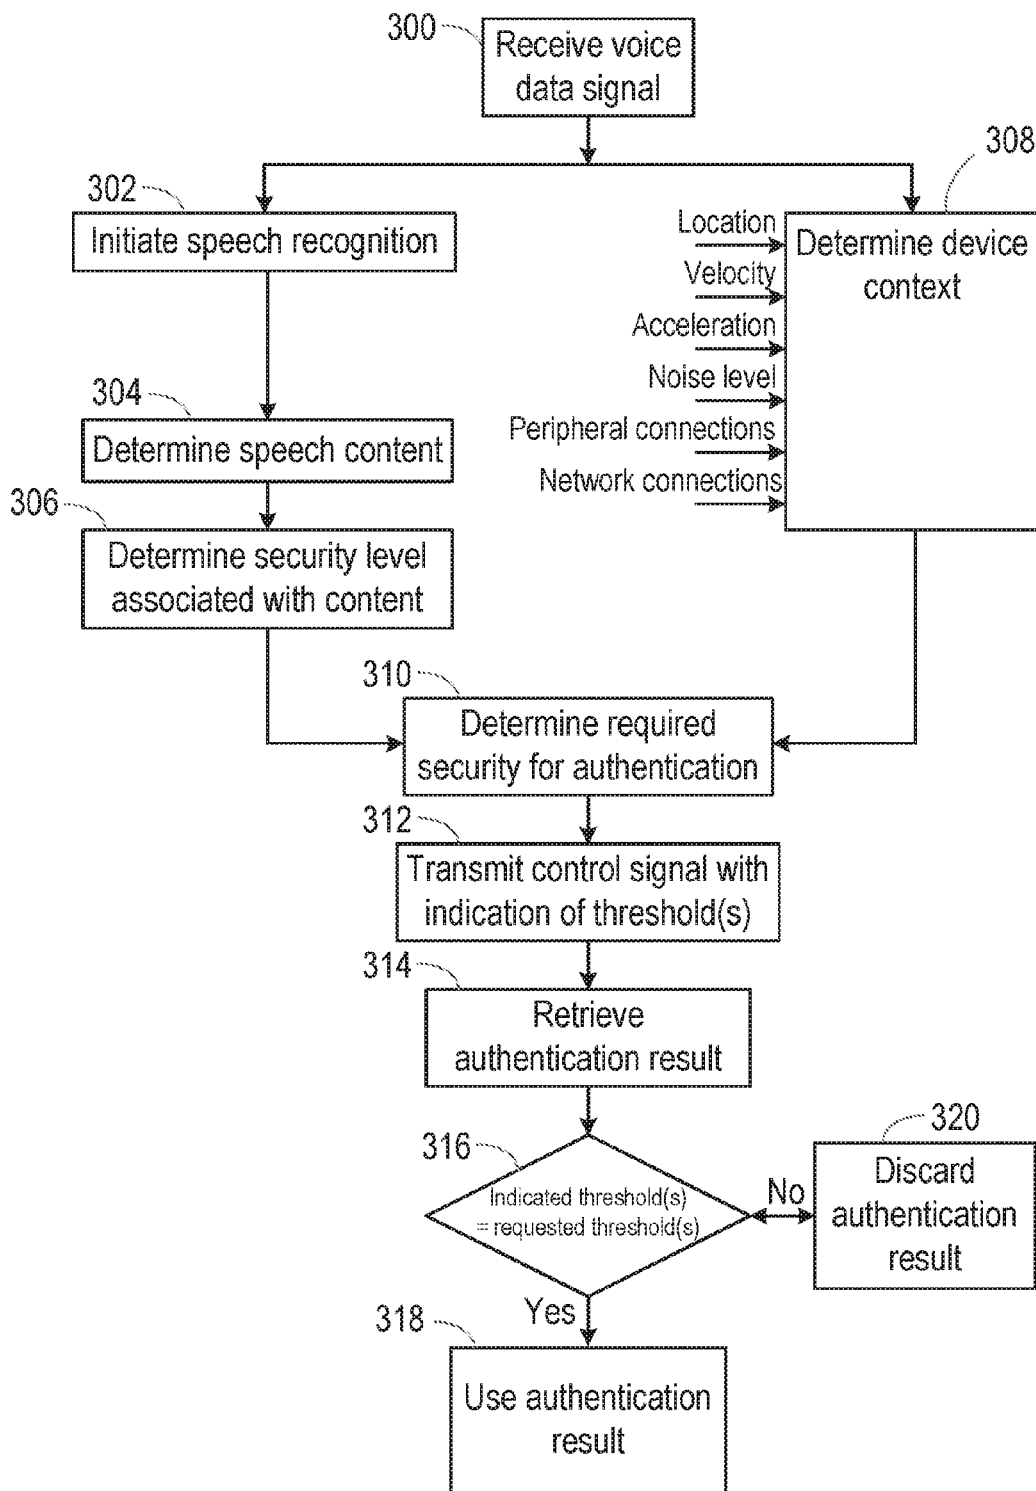 300
Receive voice
data signal
302
Initiate speech recognition
304
Determine speech content
306
Determine security level
associated with content
308
Determine device
context
Location
Velocity
Acceleration
Noise level
Peripheral connections
Network connections
310
Determine required
security for authentication
312
Transmit control signal with
indication of threshold(s)
314
Retrieve
authentication result
316
Indicated threshold(s)
= requested threshold(s)
No
320
Discard
authentication
result
Yes
318
Use authentication
result